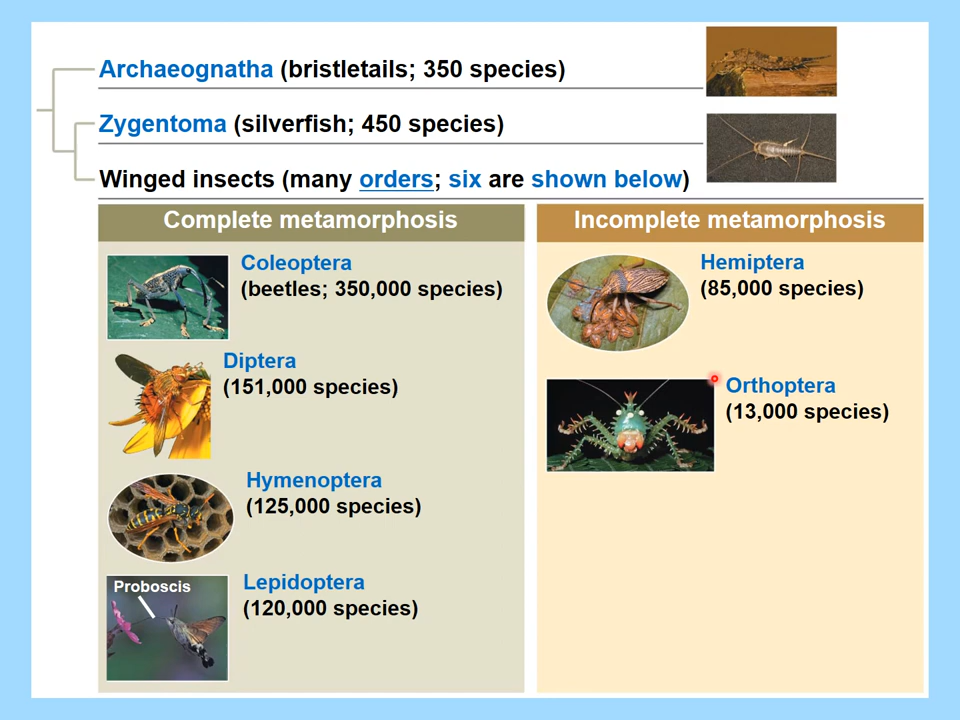 Archaeognatha (bristletails; 350 species)
Zygentoma (silverfish; 450 species)
Winged insects (many orders; six are shown below)
Complete metamorphosis
Coleoptera
(beetles; 350,000 species)
Diptera
(151,000 species)
Hymenoptera
(125,000 species)
Proboscis
Lepidoptera
(120,000 species)
Incomplete metamorphosis
Hemiptera
(85,000 species)
Orthoptera
(13,000 species)